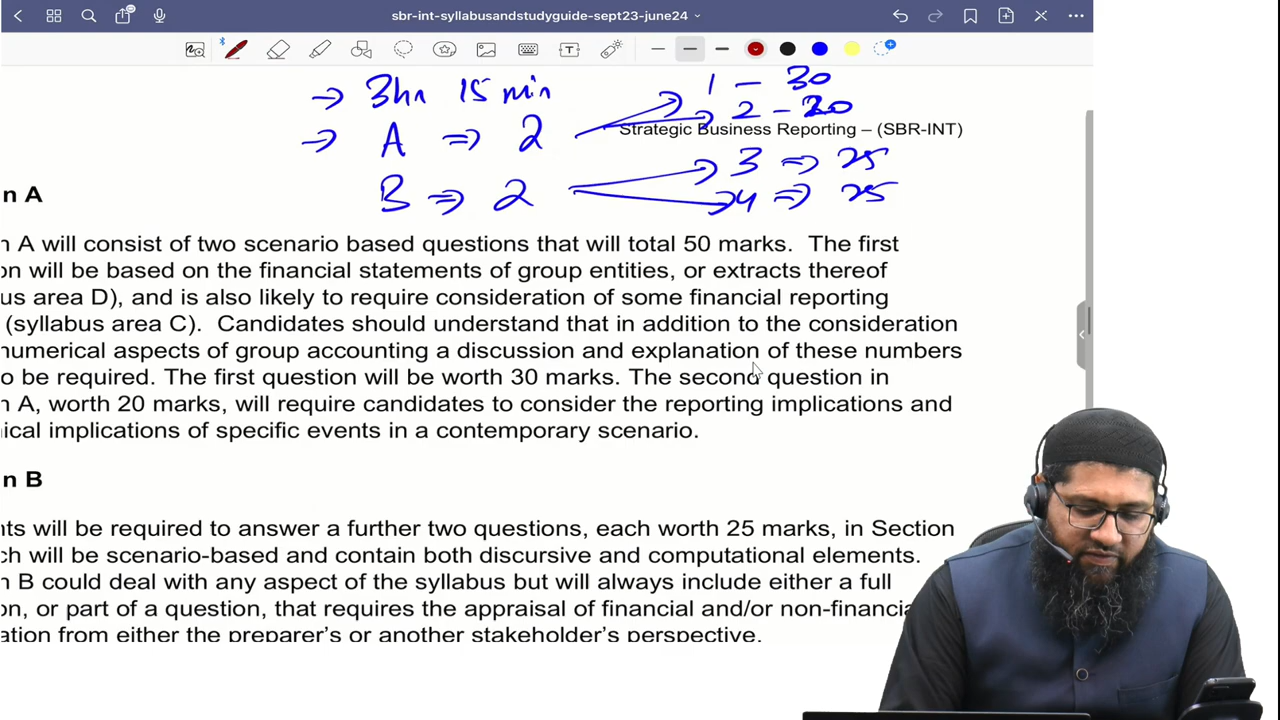 sbr-int-syllabusandstudyguide-sept23-june24
→ 3hr 15 min
1 – 30
2 – 20
→ A ⇒ 2
Strategic Business Reporting – (SBR-INT)
3 ⇒ 25
B ⇒ 2
4 ⇒ 25
n A
n A will consist of two scenario based questions that will total 50 marks. The first
on will be based on the financial statements of group entities, or extracts thereof
us area D), and is also likely to require consideration of some financial reporting
(syllabus area C). Candidates should understand that in addition to the consideration
numerical aspects of group accounting a discussion and explanation of these numbers
o be required. The first question will be worth 30 marks. The second question in
n A, worth 20 marks, will require candidates to consider the reporting implications and
ical implications of specific events in a contemporary scenario.
n B
nts will be required to answer a further two questions, each worth 25 marks, in Section
ch will be scenario-based and contain both discursive and computational elements.
n B could deal with any aspect of the syllabus but will always include either a full
on, or part of a question, that requires the appraisal of financial and/or non-financia
ation from either the preparer's or another stakeholder's perspective.